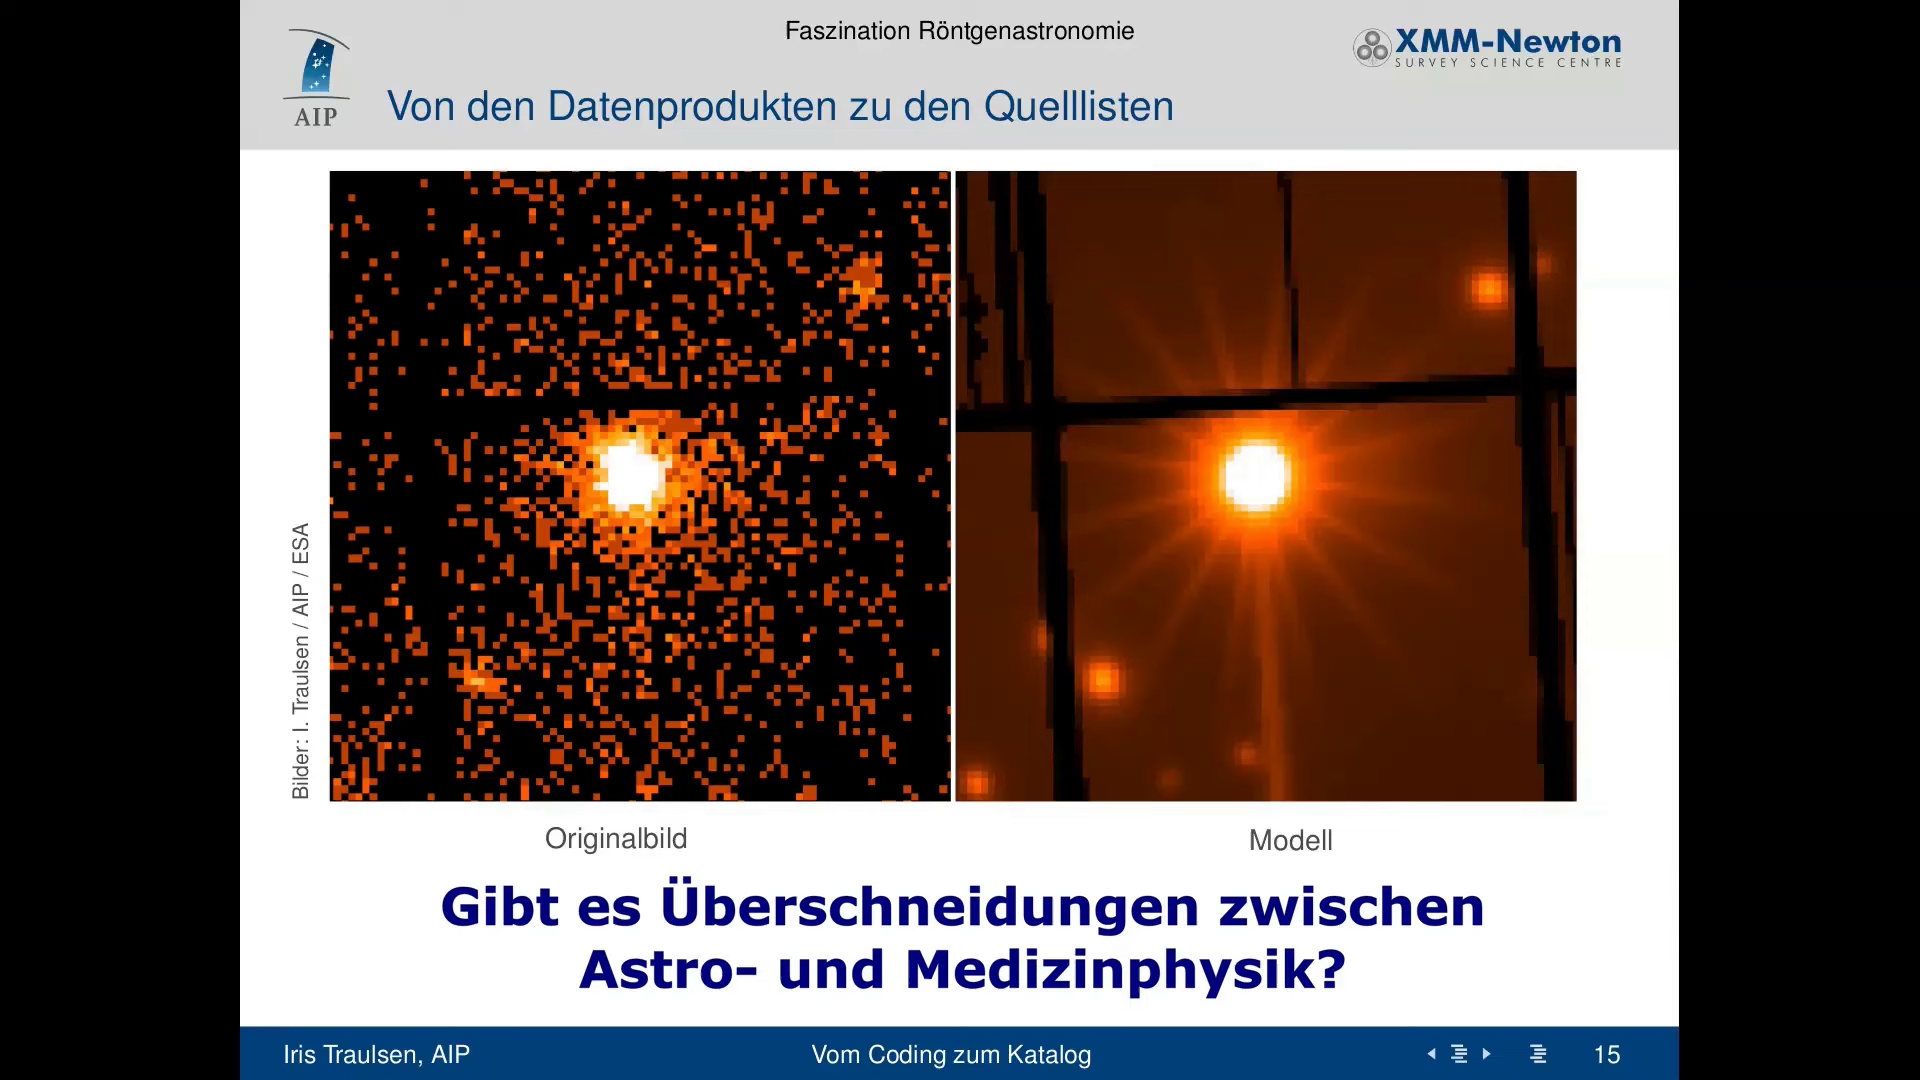 Faszination Röntgenastronomie
XMM-Newton
SURVEY SCIENCE CENTRE
AIP
Von den Datenprodukten zu den Quelllisten
Bilder: I. Traulsen / AIP / ESA
Originalbild
Modell
Gibt es Überschneidungen zwischen
Astro- und Medizinphysik?
Iris Traulsen, AIP
Vom Coding zum Katalog
15